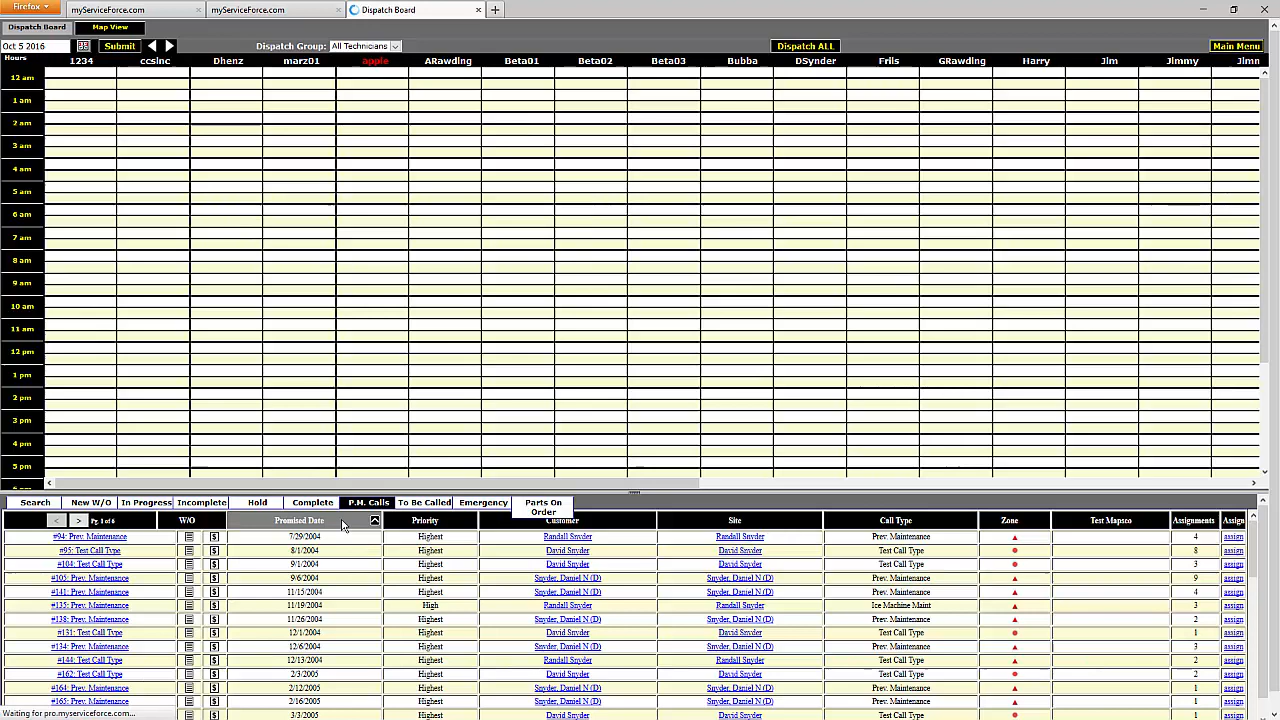 Firefox myServiceForce.com × myServiceForce.com × Dispatch Board × +
Dispatch Board Map View
Oct 5 2016 Submit Dispatch Group: All Technicians Dispatch ALL Main Menu
Hours 1234 ccsinc Dhenz marz01 apple ARawding Beta01 Beta02 Beta03 Bubba DSynder Friis GRawding Harry Jim Jimmy Jimn
12 am
1 am
2 am
3 am
4 am
5 am
6 am
7 am
8 am
9 am
10 am
11 am
12 pm
1 pm
2 pm
3 pm
4 pm
5 pm
Search New W/O In Progress Incomplete Hold Complete P.M. Calls To Be Called Emergency Parts On
Order
< > Pg. 1 of 6 W/O Promised Date Priority Customer Site Call Type Zone Test Mapsco Assignments Assign
#94: Prev. Maintenance $ 7/29/2004 Highest Randall Snyder Randall Snyder Prev. Maintenance 4 assign
#95: Test Call Type $ 8/1/2004 Highest David Snyder David Snyder Test Call Type 8 assign
#104: Test Call Type $ 9/1/2004 Highest David Snyder David Snyder Test Call Type 3 assign
#105: Prev. Maintenance $ 9/6/2004 Highest Snyder, Daniel N (D) Snyder, Daniel N (D) Prev. Maintenance 9 assign
#141: Prev. Maintenance $ 11/15/2004 Highest Snyder, Daniel N (D) Snyder, Daniel N (D) Prev. Maintenance 4 assign
#135: Prev. Maintenance $ 11/19/2004 High Randall Snyder Randall Snyder Ice Machine Maint 3 assign
#138: Prev. Maintenance $ 11/26/2004 Highest Snyder, Daniel N (D) Snyder, Daniel N (D) Prev. Maintenance 2 assign
#131: Test Call Type $ 12/1/2004 Highest David Snyder David Snyder Test Call Type 1 assign
#134: Prev. Maintenance $ 12/6/2004 Highest Snyder, Daniel N (D) Snyder, Daniel N (D) Prev. Maintenance 3 assign
#144: Test Call Type $ 12/13/2004 Highest Randall Snyder Randall Snyder Test Call Type 2 assign
#162: Test Call Type $ 2/3/2005 Highest David Snyder David Snyder Test Call Type 2 assign
#164: Prev. Maintenance $ 2/12/2005 Highest Snyder, Daniel N (D) Snyder, Daniel N (D) Prev. Maintenance 1 assign
#165: Prev. Maintenance $ 2/16/2005 Highest Snyder, Daniel N (D) Snyder, Daniel N (D) Prev. Maintenance 1 assign
Waiting for pro.myserviceforce.com... $ 3/3/2005 Highest David Snyder David Snyder Test Call Type 1 assign